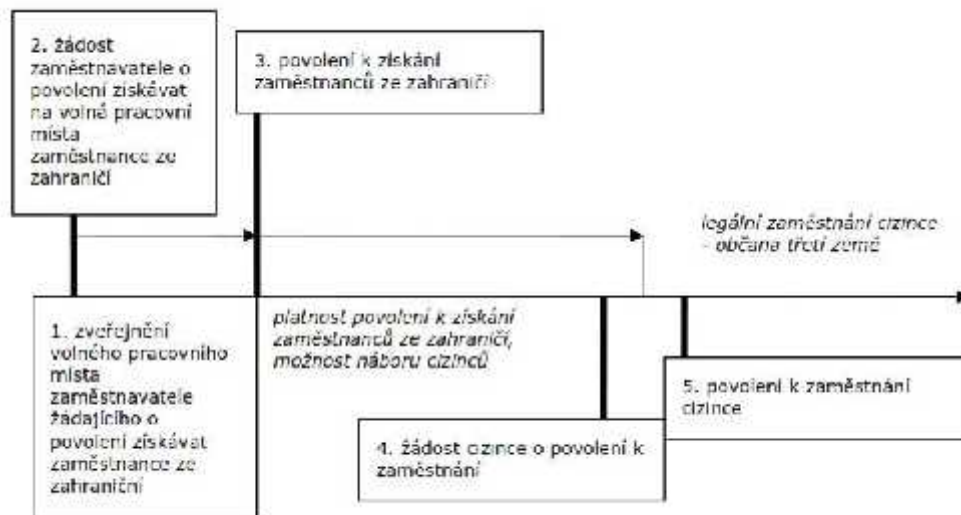 2. žádost
zaměstnavatele o
povolení získávat
na volná pracovní
místa
zaměstnance ze
zahraničí
3. povolení k získání
zaměstnanců ze zahraničí
legální zaměstnání cizince
- občana třetí země
1. zveřejnění
volného pracovního
místa
zaměstnavatele
žádajícího o
povolení získávat
zaměstnance ze
zahraniční
platnost povolení k získání
zaměstnanců ze zahraničí,
možnost náboru cizinců
4. žádost cizince o povolení k
zaměstnání
5. povolení k zaměstnání
cizince